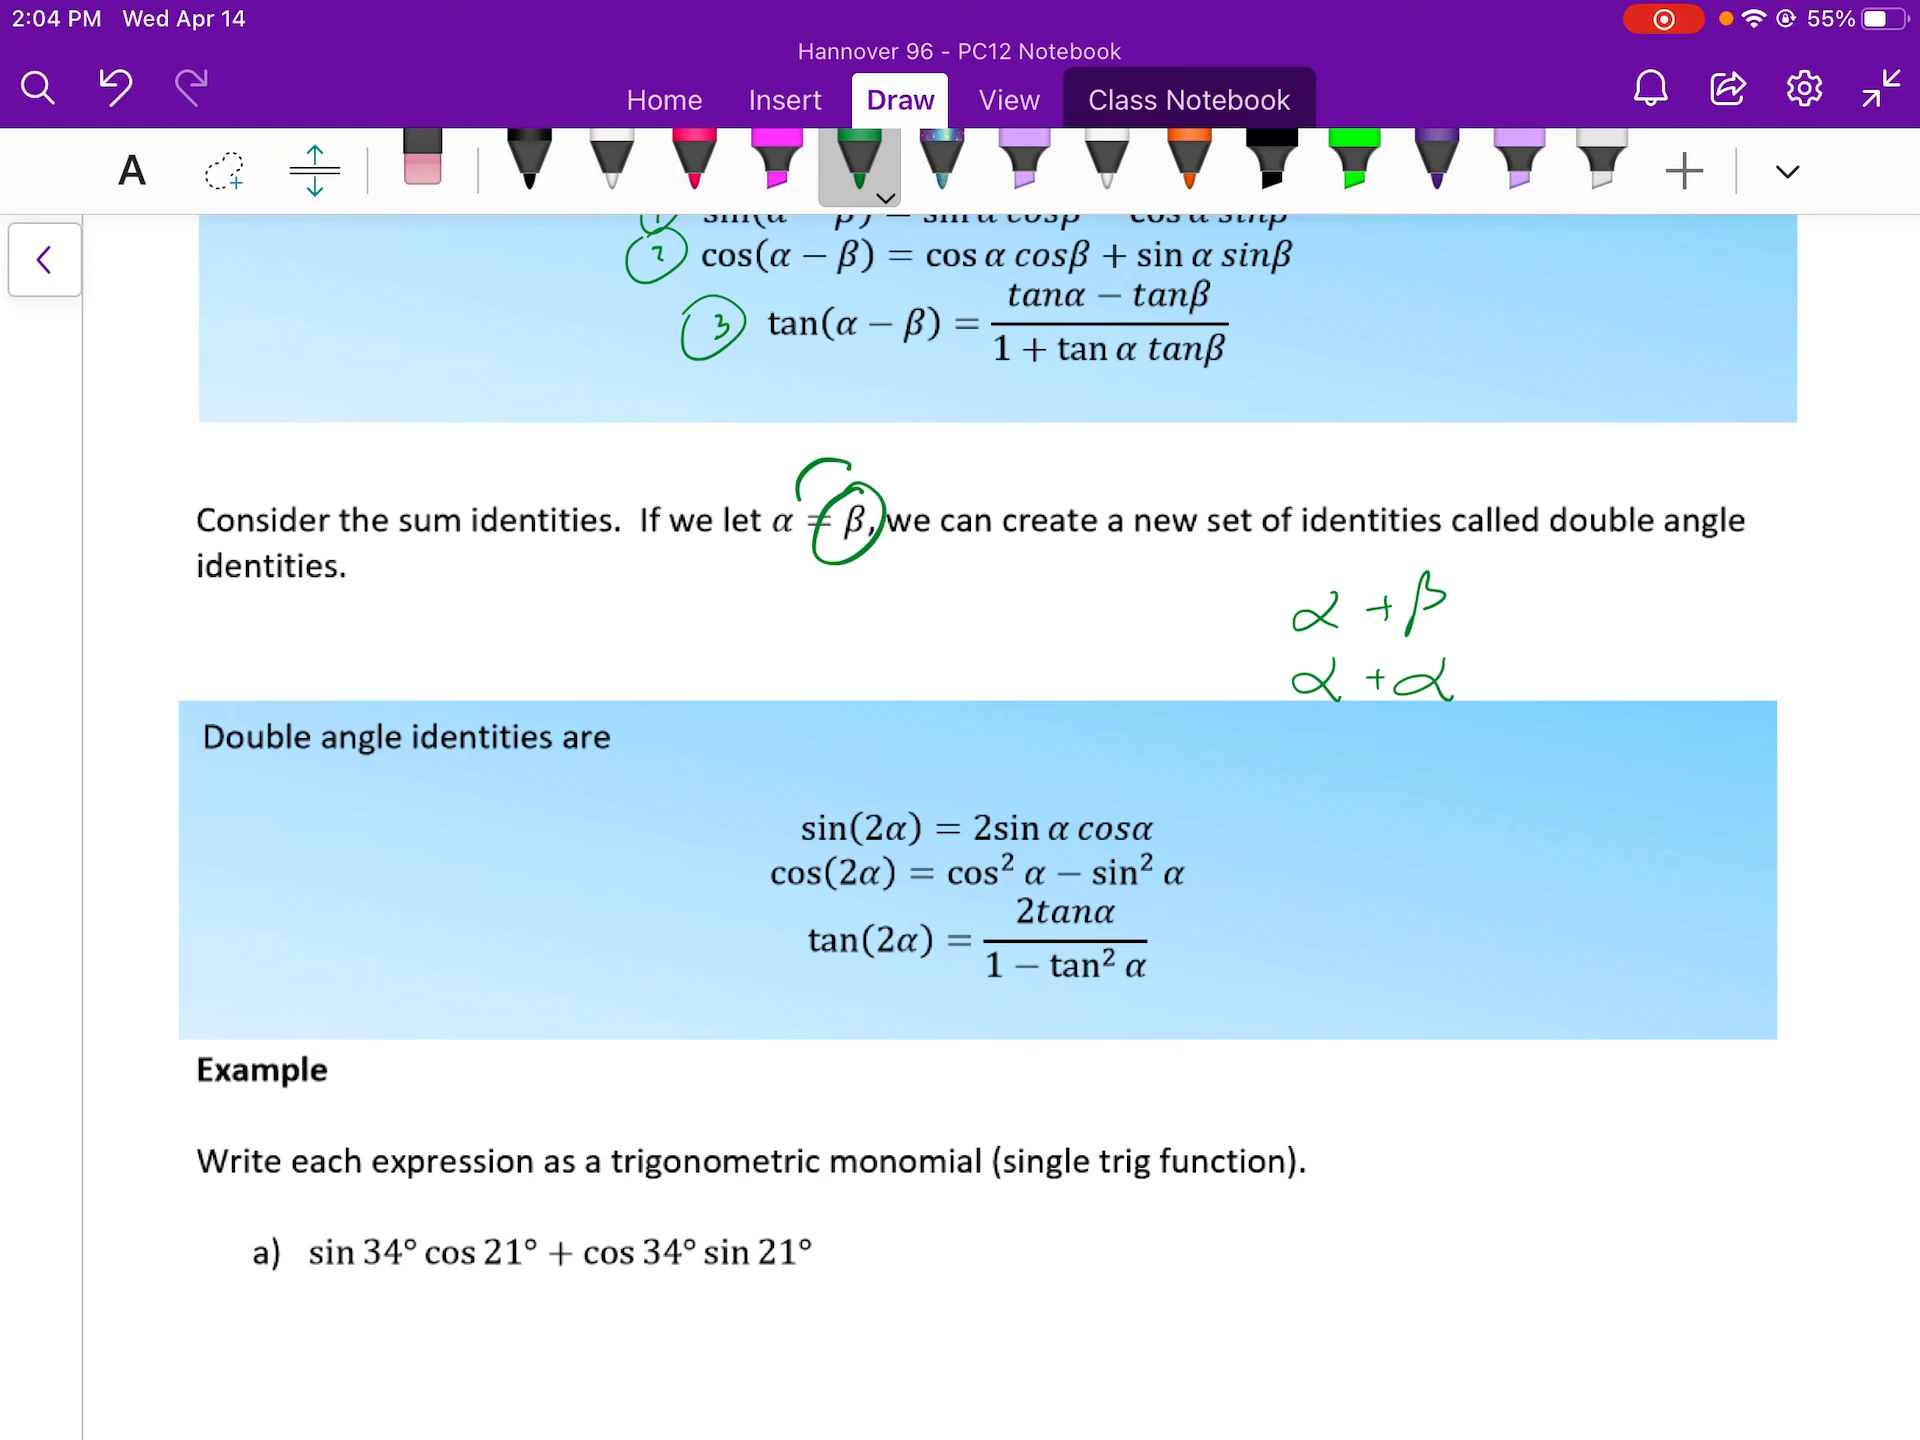 2:04 PM Wed Apr 14
55%
Hannover 96 - PC12 Notebook
Home Insert Draw View Class Notebook
A
② cos(α − β) = cos α cosβ + sin α sinβ
③ tan(α − β) = (tanα − tanβ) / (1 + tan α tanβ)
Consider the sum identities. If we let α = β, we can create a new set of identities called double angle
identities.
α + β
α + α
Double angle identities are
sin(2α) = 2sin α cosα
cos(2α) = cos² α − sin² α
tan(2α) = 2tanα / (1 − tan² α)
Example
Write each expression as a trigonometric monomial (single trig function).
a) sin 34° cos 21° + cos 34° sin 21°